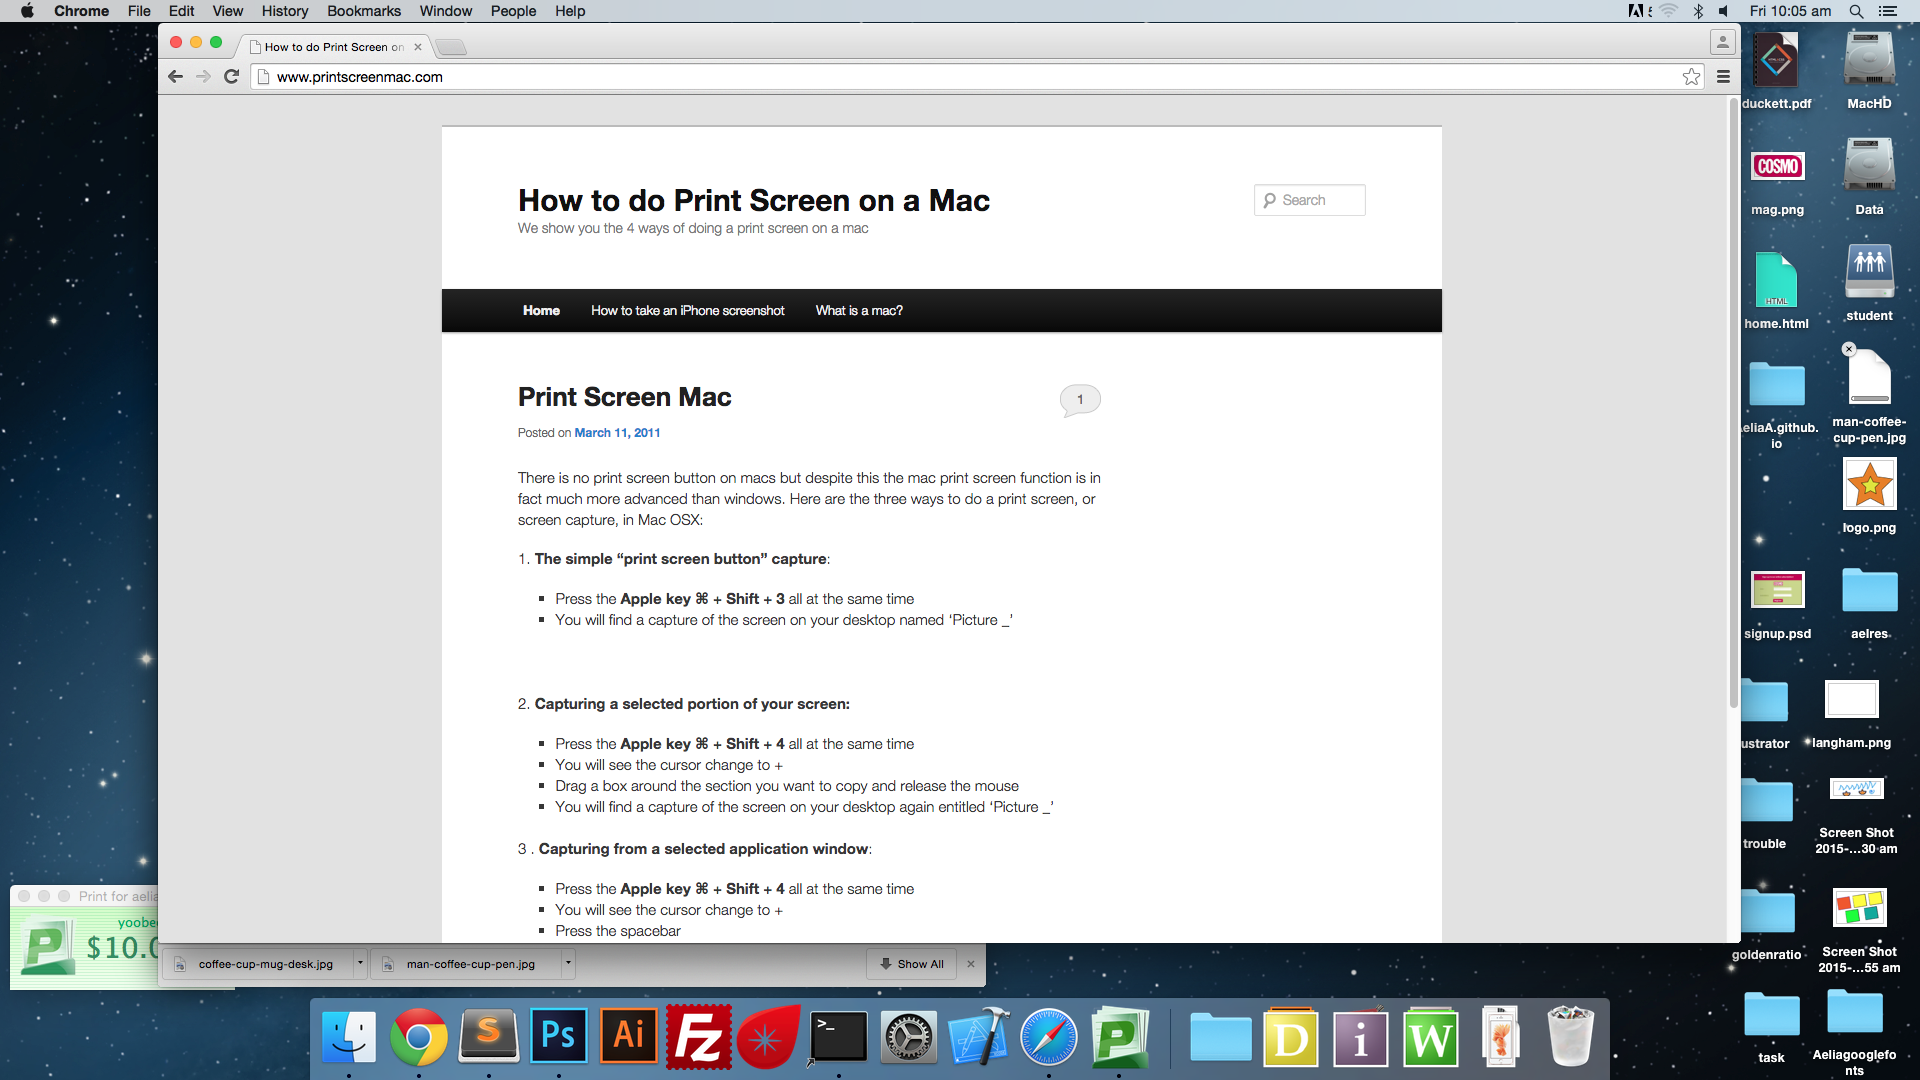 Chrome File Edit View History Bookmarks Window People Help
Fri 10:05 am
How to do Print Screen on
www.printscreenmac.com
How to do Print Screen on a Mac
We show you the 4 ways of doing a print screen on a mac
Search
Home How to take an iPhone screenshot What is a mac?
Print Screen Mac
1
Posted on March 11, 2011
There is no print screen button on macs but despite this the mac print screen function is in
fact much more advanced than windows. Here are the three ways to do a print screen, or
screen capture, in Mac OSX:
1. The simple “print screen button” capture:
Press the Apple key ⌘ + Shift + 3 all at the same time
You will find a capture of the screen on your desktop named ‘Picture _’
2. Capturing a selected portion of your screen:
Press the Apple key ⌘ + Shift + 4 all at the same time
You will see the cursor change to +
Drag a box around the section you want to copy and release the mouse
You will find a capture of the screen on your desktop again entitled ‘Picture _’
3 . Capturing from a selected application window:
Press the Apple key ⌘ + Shift + 4 all at the same time
You will see the cursor change to +
Press the spacebar
duckett.pdf
MacHD
COSMO
mag.png
Data
HTML
home.html
student
eliaA.github.
io
man-coffee-
cup-pen.jpg
logo.png
signup.psd
aelres
ustrator
langham.png
trouble
Screen Shot
2015-...30 am
goldenratio
Screen Shot
2015-...55 am
task
Aeliagooglefo
nts
Print for aelia
yoobee
P
$10.0
coffee-cup-mug-desk.jpg
man-coffee-cup-pen.jpg
Show All
S
Ps
Ai
Fz
>_
P
D
i
W